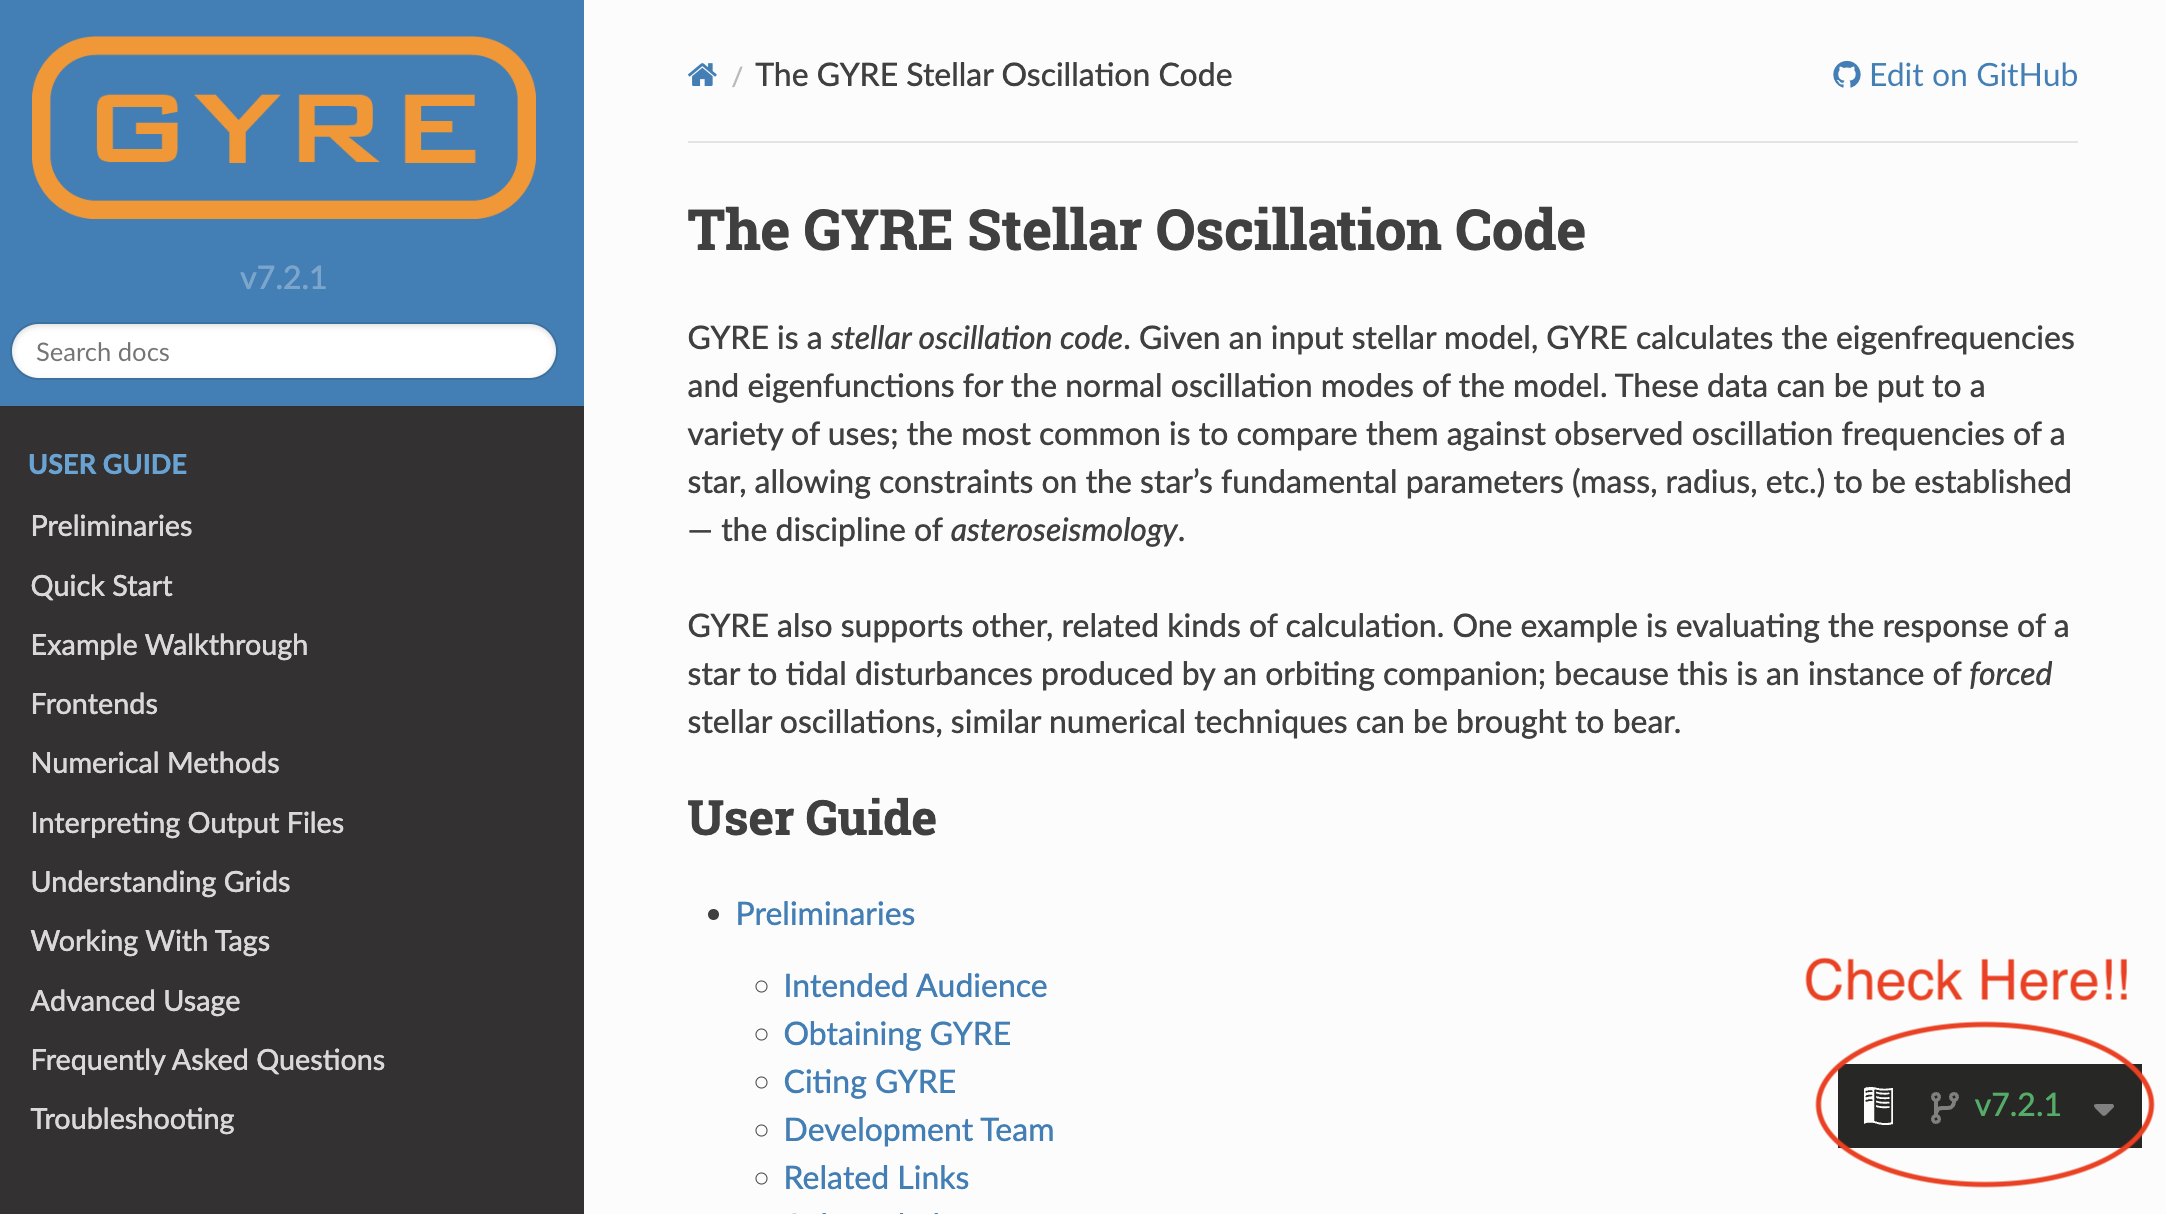 GYRE
v7.2.1
Search docs
USER GUIDE
Preliminaries
Quick Start
Example Walkthrough
Frontends
Numerical Methods
Interpreting Output Files
Understanding Grids
Working With Tags
Advanced Usage
Frequently Asked Questions
Troubleshooting
/ The GYRE Stellar Oscillation Code
Edit on GitHub
The GYRE Stellar Oscillation Code
GYRE is a stellar oscillation code. Given an input stellar model, GYRE calculates the eigenfrequencies
and eigenfunctions for the normal oscillation modes of the model. These data can be put to a
variety of uses; the most common is to compare them against observed oscillation frequencies of a
star, allowing constraints on the star’s fundamental parameters (mass, radius, etc.) to be established
— the discipline of asteroseismology.
GYRE also supports other, related kinds of calculation. One example is evaluating the response of a
star to tidal disturbances produced by an orbiting companion; because this is an instance of forced
stellar oscillations, similar numerical techniques can be brought to bear.
User Guide
• Preliminaries
◦ Intended Audience
◦ Obtaining GYRE
◦ Citing GYRE
◦ Development Team
◦ Related Links
Check Here!!
v7.2.1